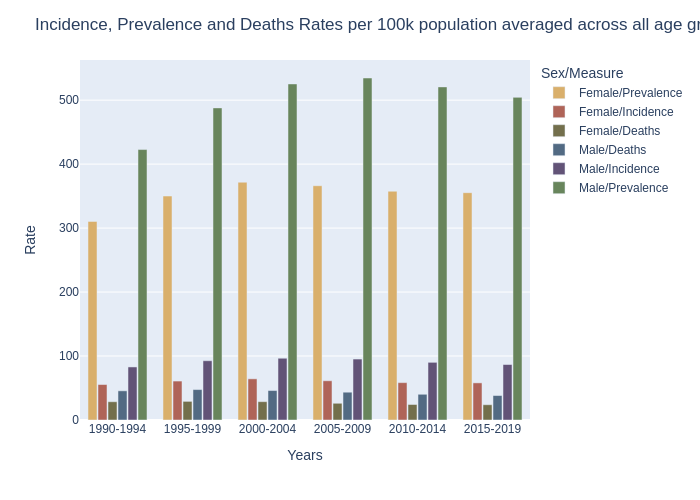 Incidence, Prevalence and Deaths Rates per 100k population averaged across all age gr
Sex/Measure
Female/Prevalence
Female/Incidence
Female/Deaths
Male/Deaths
Male/Incidence
Male/Prevalence
500
400
300
200
100
0
Rate
1990-1994 1995-1999 2000-2004 2005-2009 2010-2014 2015-2019
Years